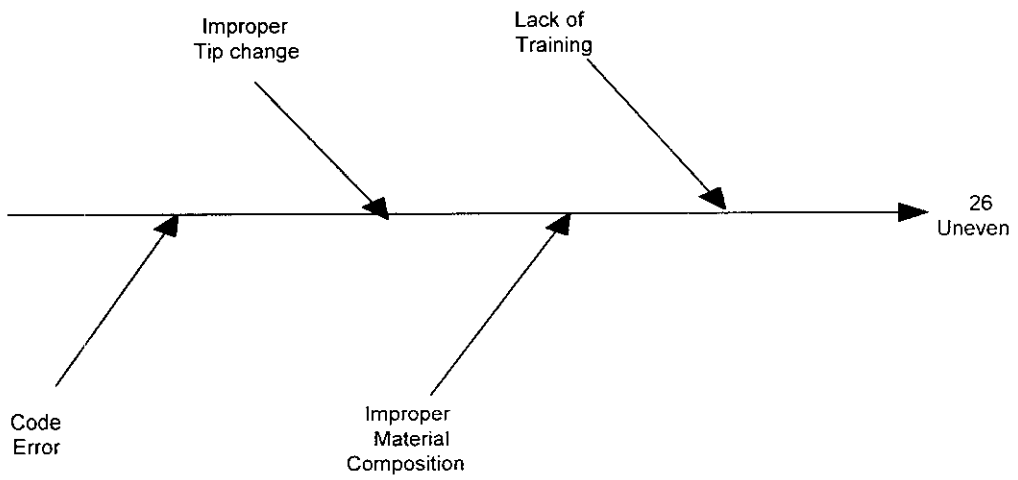 Improper
Tip change
Lack of
Training
26
Uneven
Code
Error
Improper
Material
Composition